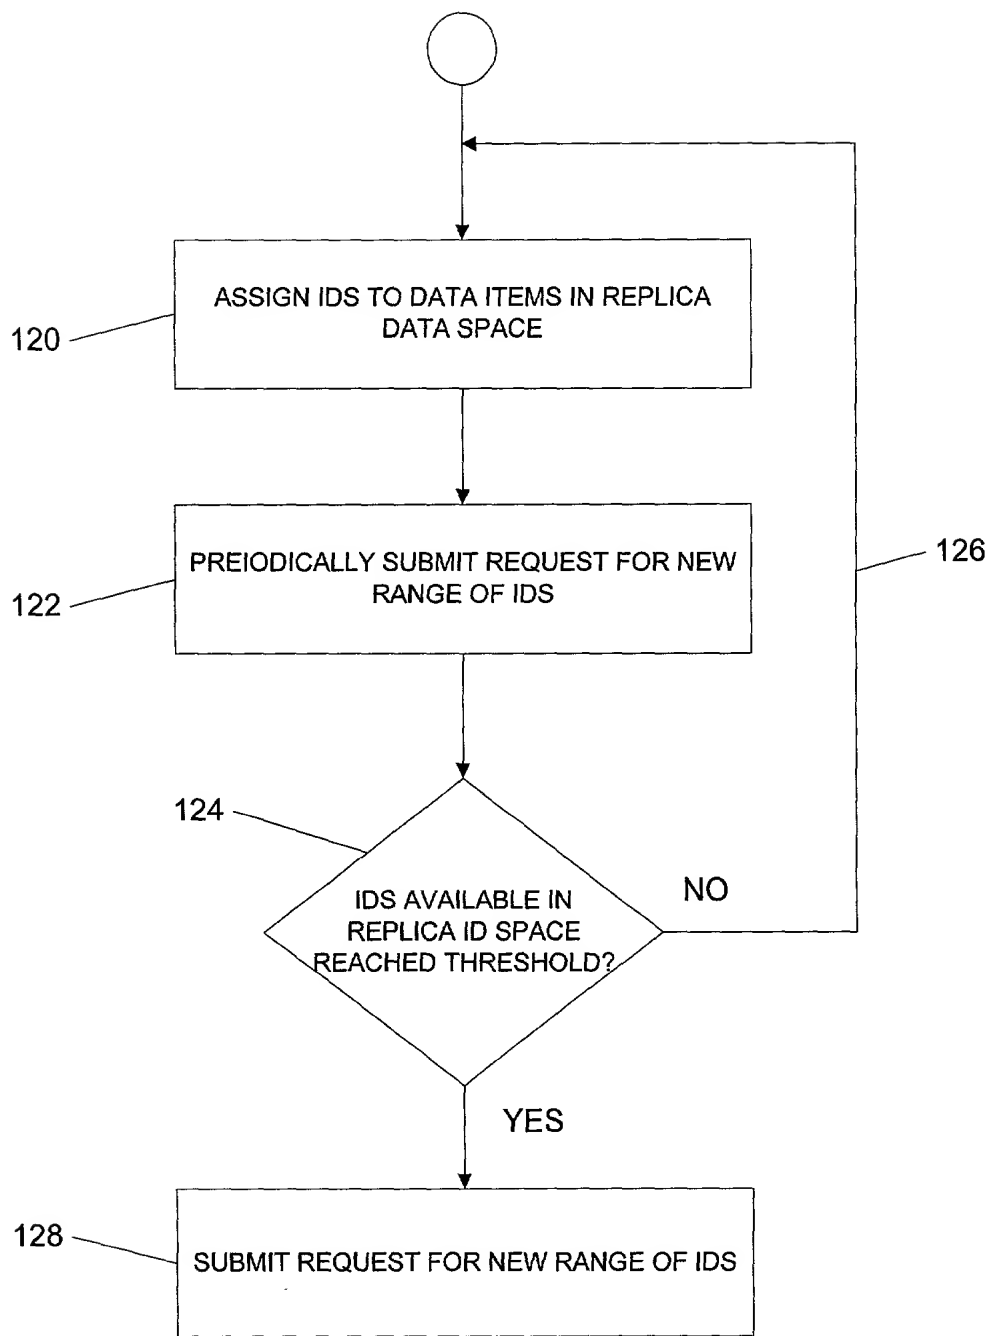 ASSIGN IDS TO DATA ITEMS IN REPLICA
DATA SPACE
120
PREIODICALLY SUBMIT REQUEST FOR NEW
RANGE OF IDS
122
126
124
IDS AVAILABLE IN
REPLICA ID SPACE
REACHED THRESHOLD?
NO
YES
128
SUBMIT REQUEST FOR NEW RANGE OF IDS